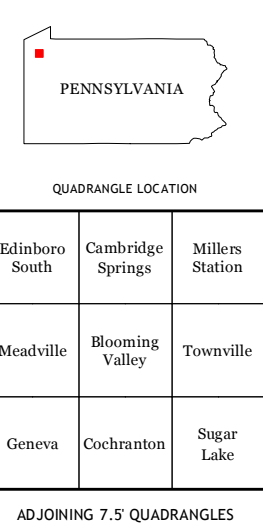 PENNSYLVANIA
QUADRANGLE LOCATION
Edinboro South
Cambridge Springs
Millers Station
Meadville
Blooming Valley
Townville
Geneva
Cochranton
Sugar Lake
ADJOINING 7.5' QUADRANGLES